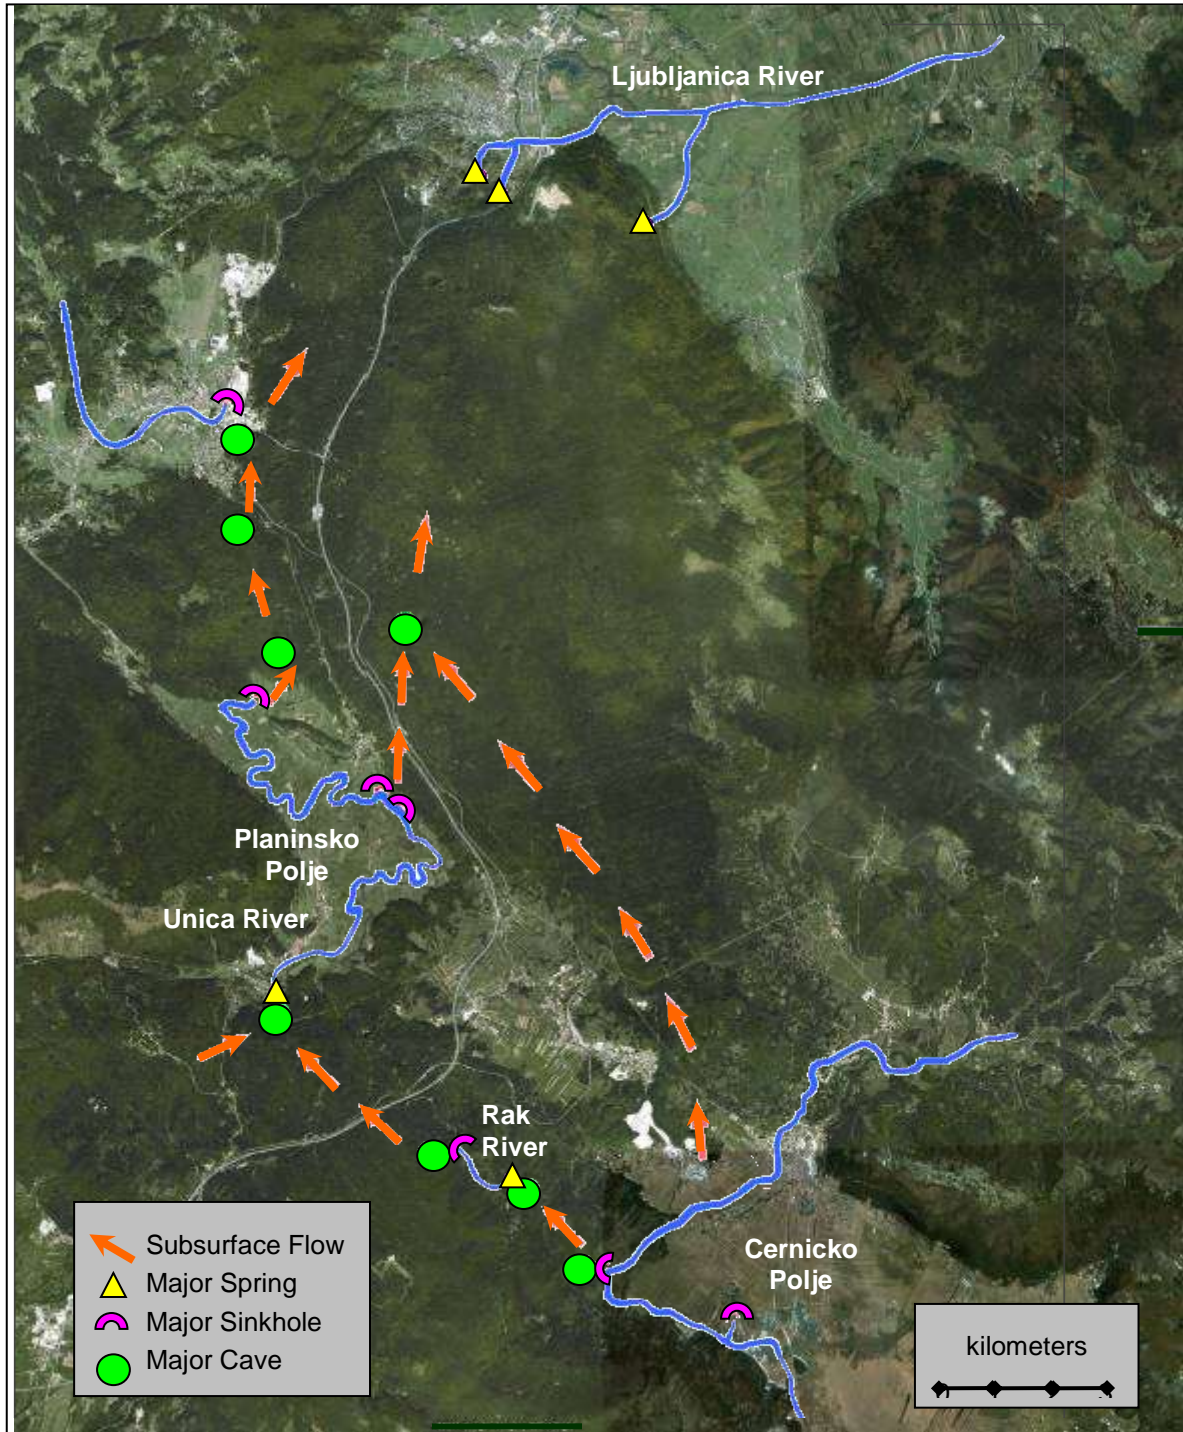 Ljubljanica River
Planinsko
Polje
Unica River
Rak
River
Cernicko
Polje
Subsurface Flow
Major Spring
Major Sinkhole
Major Cave
kilometers